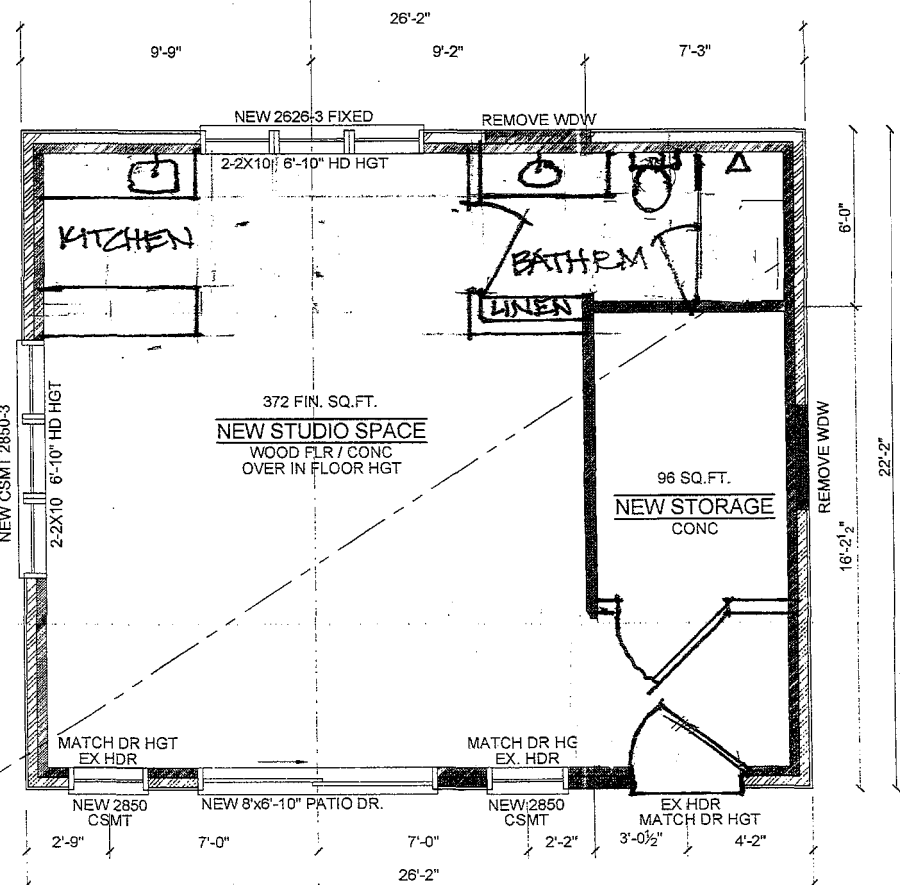 26'-2"
9'-9"
9'-2"
7'-3"
NEW 2626-3 FIXED
REMOVE WDW
2-2X10 6'-10" HD HGT
KITCHEN
BATHRM
LINEN
6'-0"
NEW CSMT 2850-3
2-2X10 6'-10" HD HGT
372 FIN. SQ.FT.
NEW STUDIO SPACE
WOOD FLR / CONC
OVER IN FLOOR HGT
96 SQ.FT.
NEW STORAGE
CONC
REMOVE WDW
16'-2½"
22'-2"
MATCH DR HGT
EX HDR
MATCH DR HG
EX. HDR
NEW 2850
CSMT
NEW 8'x6'-10" PATIO DR.
NEW 2850
CSMT
EX HDR
MATCH DR HGT
2'-9"
7'-0"
7'-0"
2'-2"
3'-0½"
4'-2"
26'-2"